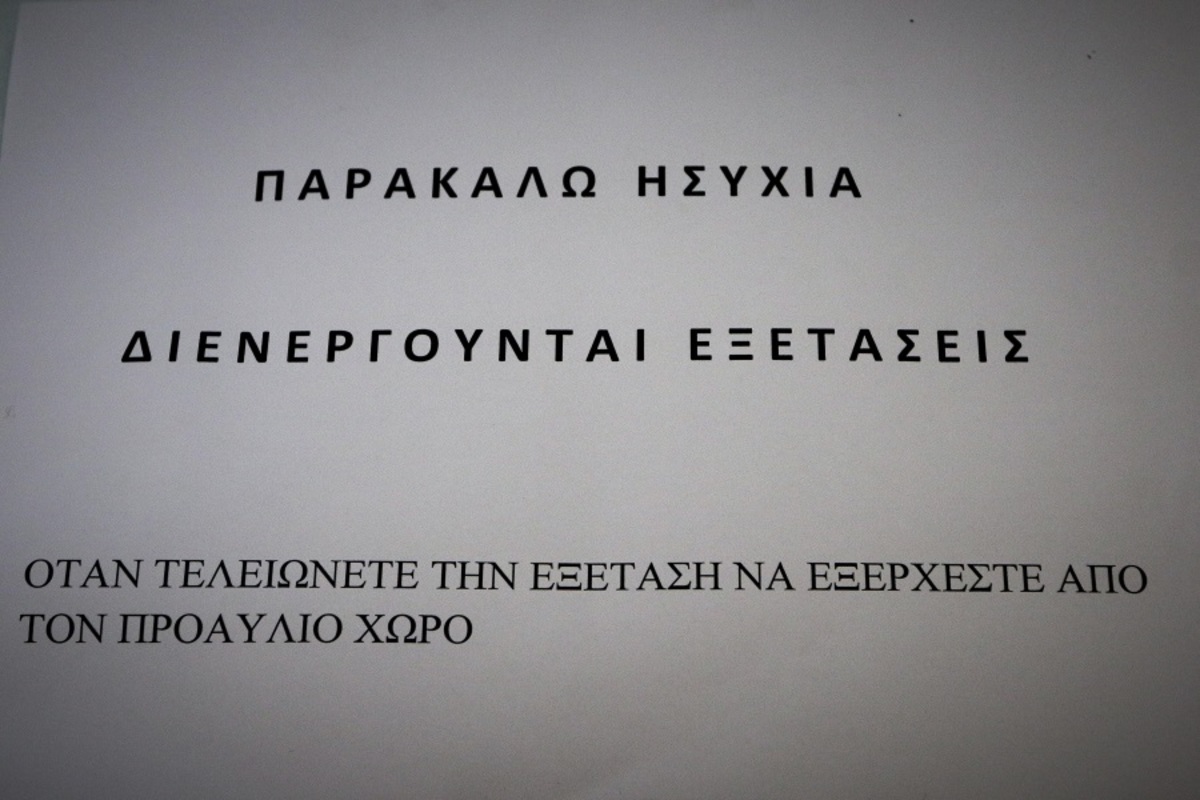 ΠΑΡΑΚΑΛΩ ΗΣΥΧΙΑ
ΔΙΕΝΕΡΓΟΥΝΤΑΙ ΕΞΕΤΑΣΕΙΣ
ΟΤΑΝ ΤΕΛΕΙΩΝΕΤΕ ΤΗΝ ΕΞΕΤΑΣΗ ΝΑ ΕΞΕΡΧΕΣΤΕ ΑΠΟ
ΤΟΝ ΠΡΟΑΥΛΙΟ ΧΩΡΟ